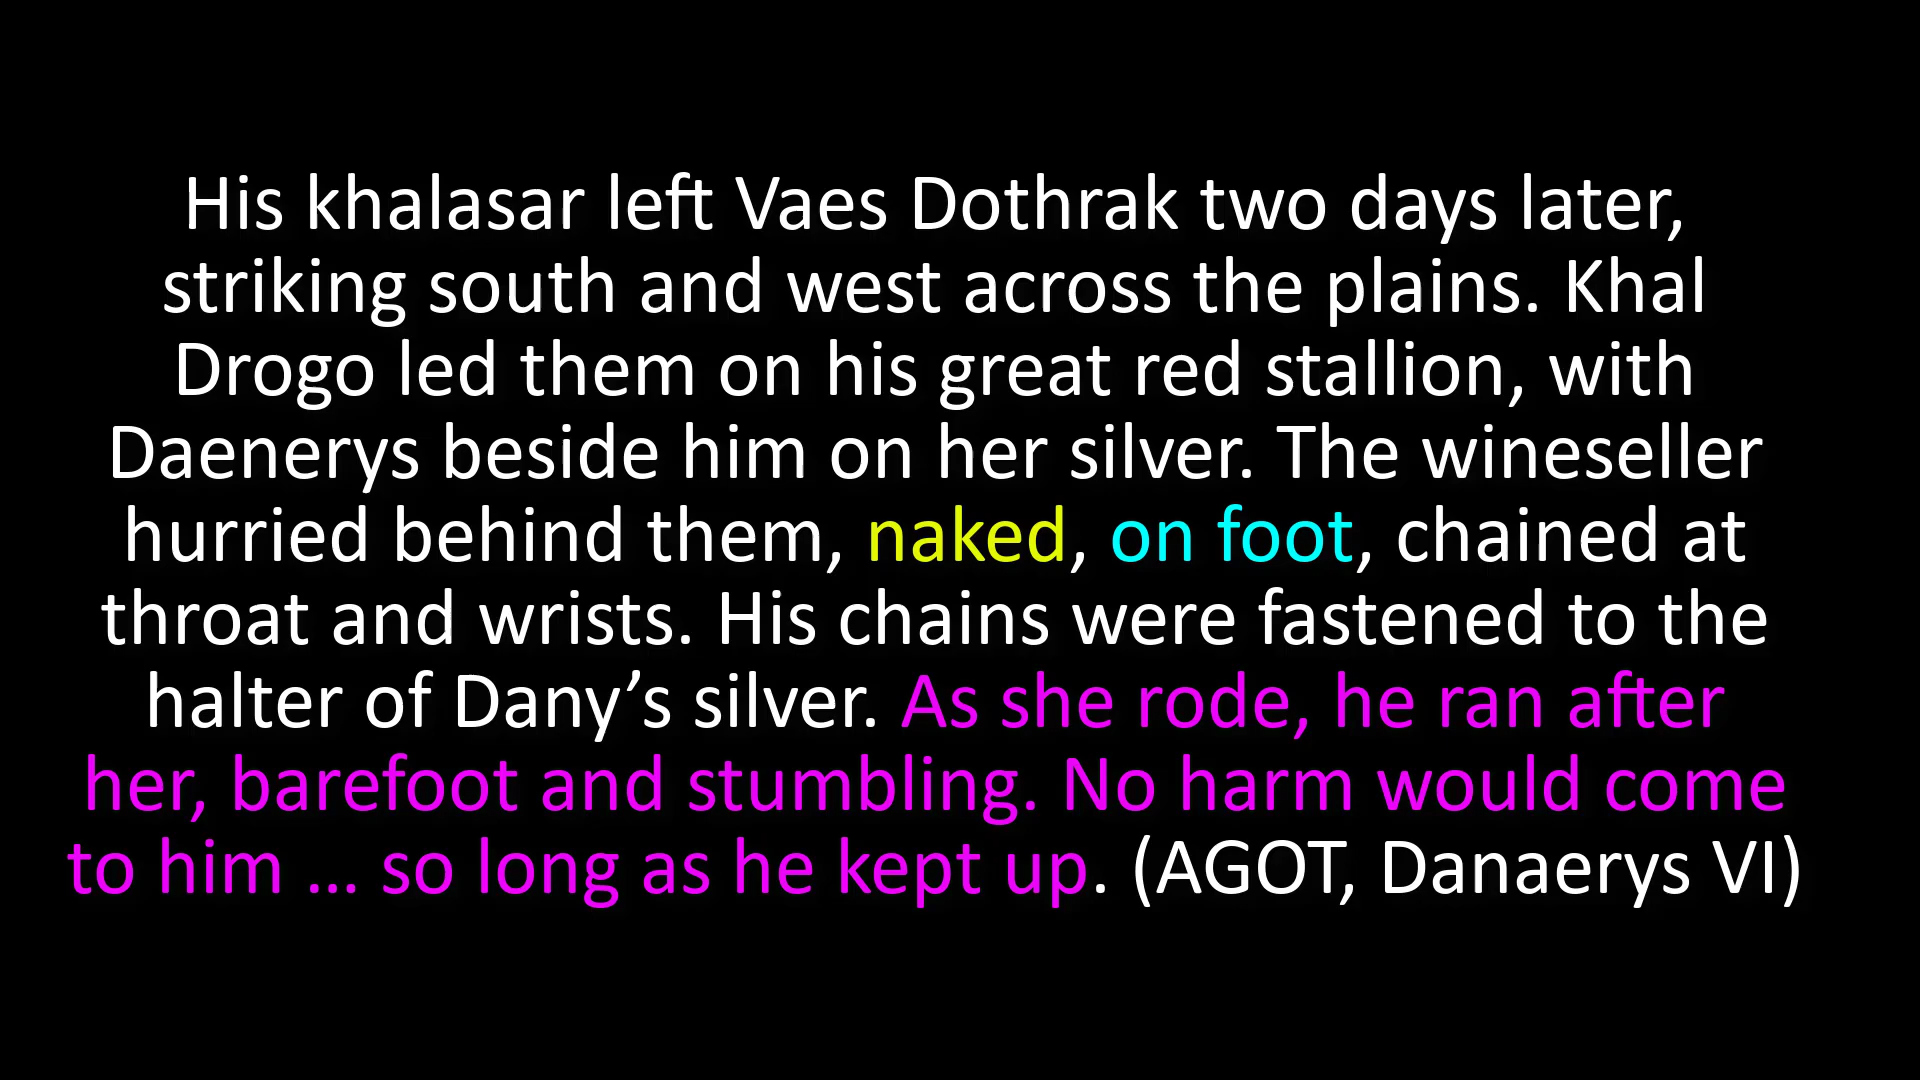 His khalasar left Vaes Dothrak two days later,
striking south and west across the plains. Khal
Drogo led them on his great red stallion, with
Daenerys beside him on her silver. The wineseller
hurried behind them, naked, on foot, chained at
throat and wrists. His chains were fastened to the
halter of Dany’s silver. As she rode, he ran after
her, barefoot and stumbling. No harm would come
to him … so long as he kept up. (AGOT, Danaerys VI)